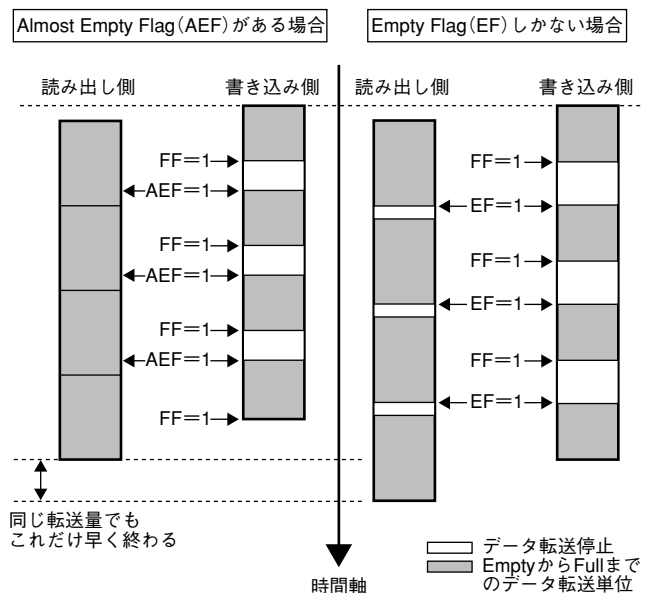 Almost Empty Flag(AEF)がある場合
Empty Flag(EF)しかない場合
読み出し側
書き込み側
読み出し側
書き込み側
FF=1
AEF=1
FF=1
AEF=1
FF=1
AEF=1
FF=1
FF=1
EF=1
FF=1
EF=1
FF=1
EF=1
同じ転送量でも
これだけ早く終わる
時間軸
データ転送停止
EmptyからFullまで
のデータ転送単位